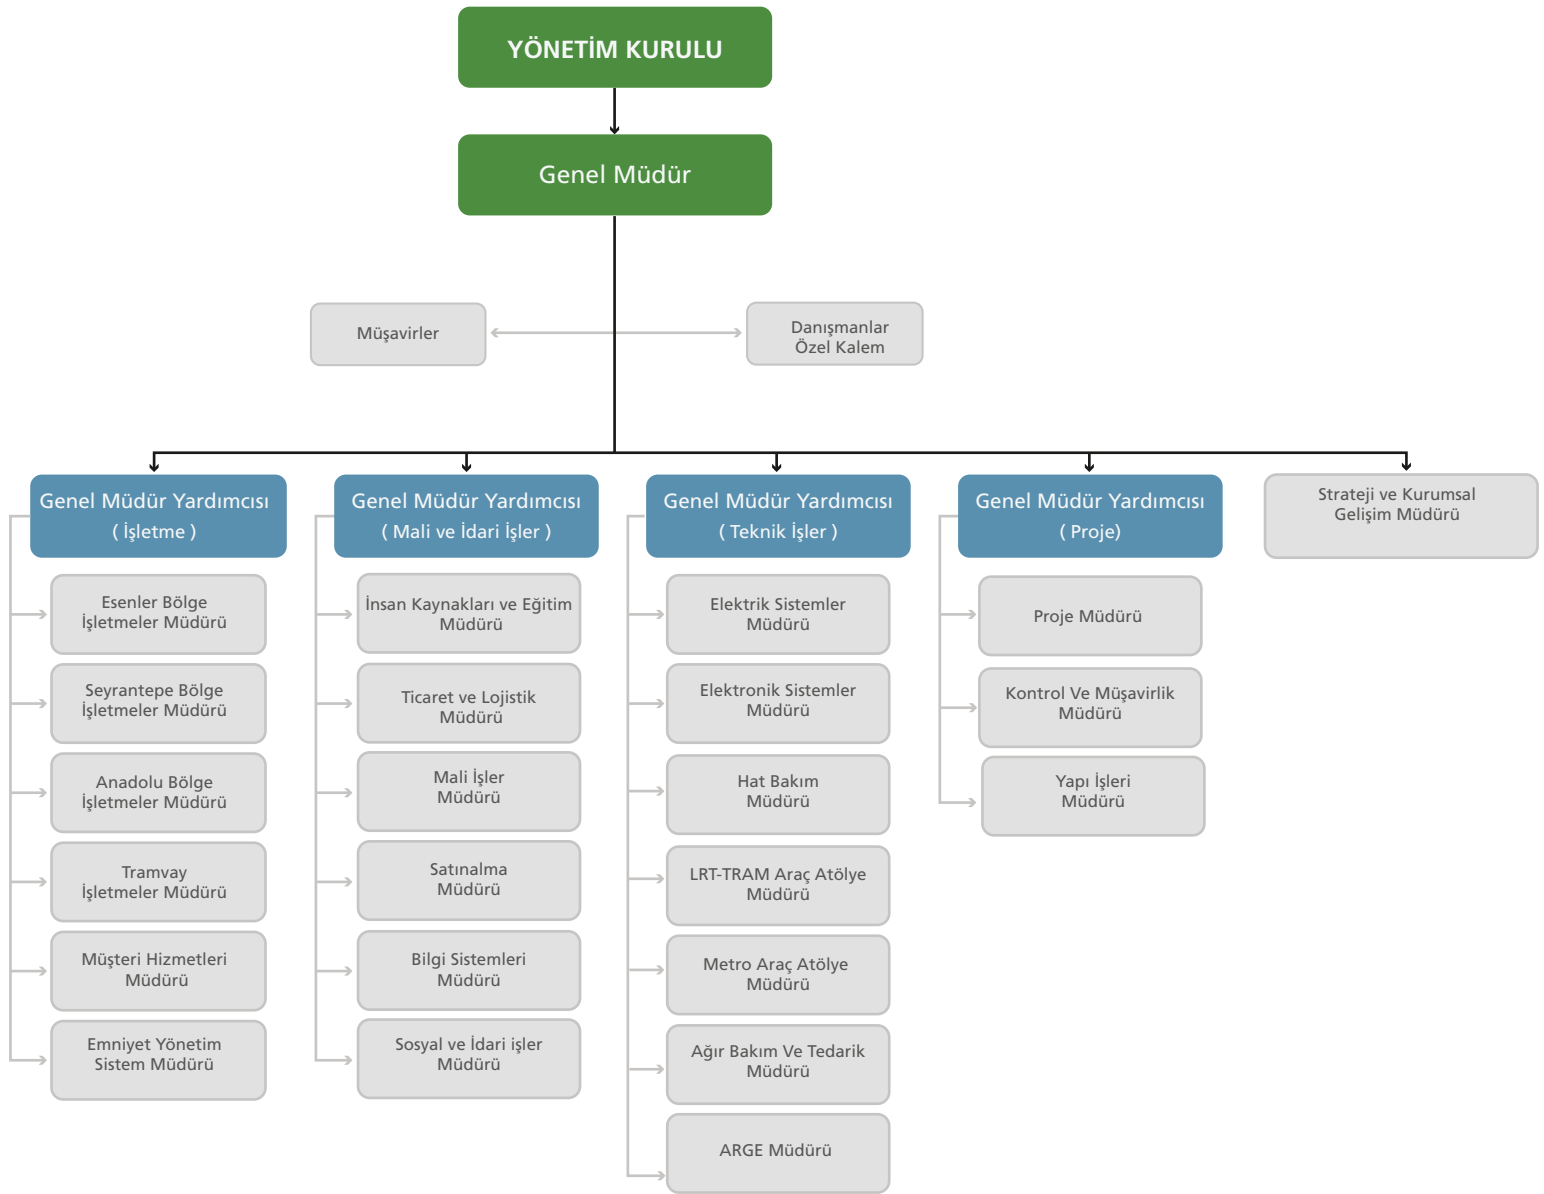 YÖNETİM KURULU
Genel Müdür
Müşavirler
Danışmanlar
Özel Kalem
Genel Müdür Yardımcısı
( İşletme )
Esenler Bölge
İşletmeler Müdürü
Seyrantepe Bölge
İşletmeler Müdürü
Anadolu Bölge
İşletmeler Müdürü
Tramvay
İşletmeler Müdürü
Müşteri Hizmetleri
Müdürü
Emniyet Yönetim
Sistem Müdürü
Genel Müdür Yardımcısı
( Mali ve İdari İşler )
İnsan Kaynakları ve Eğitim
Müdürü
Ticaret ve Lojistik
Müdürü
Mali İşler
Müdürü
Satınalma
Müdürü
Bilgi Sistemleri
Müdürü
Sosyal ve İdari işler
Müdürü
Genel Müdür Yardımcısı
( Teknik İşler )
Elektrik Sistemler
Müdürü
Elektronik Sistemler
Müdürü
Hat Bakım
Müdürü
LRT-TRAM Araç Atölye
Müdürü
Metro Araç Atölye
Müdürü
Ağır Bakım Ve Tedarik
Müdürü
ARGE Müdürü
Genel Müdür Yardımcısı
( Proje)
Proje Müdürü
Kontrol Ve Müşavirlik
Müdürü
Yapı İşleri
Müdürü
Strateji ve Kurumsal
Gelişim Müdürü